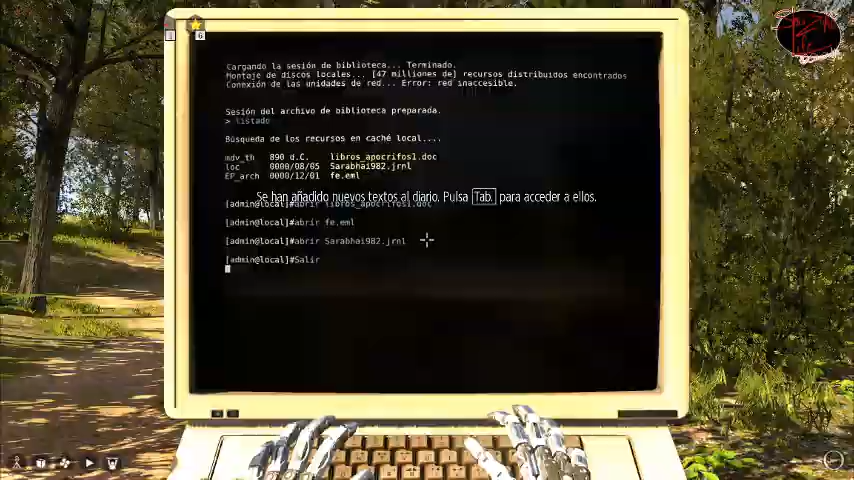 6
Cargando la sesión de biblioteca... Terminado.
Montaje de discos locales... [47 milliones de] recursos distribuidos encontrados
Conexión de las unidades de red... Error: red inaccesible.
Sesión del archivo de biblioteca preparada.
> listado
Búsqueda de los recursos en caché local....
mdv_th 890 d.C. libros_apocrifos1.doc
loc 0000/08/05 Sarabhai982.jrnl
EP_arch 0000/12/01 fe.eml
Se han añadido nuevos textos al diario. Pulsa Tab. para acceder a ellos.
[admin@local]#abrir libros_apocrifos1.doc
[admin@local]#abrir fe.eml
[admin@local]#abrir Sarabhai982.jrnl
[admin@local]#Salir